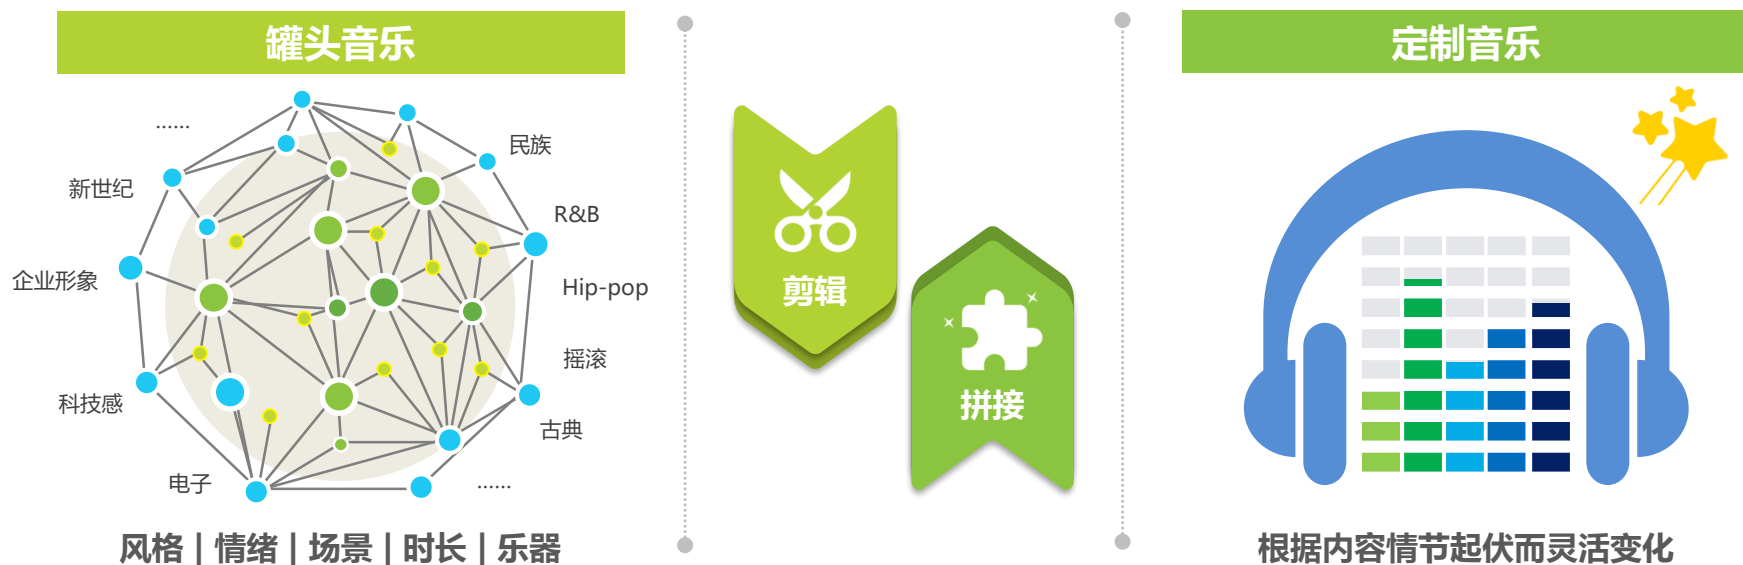 罐头音乐
……
民族
新世纪
R&B
企业形象
Hip-pop
摇滚
科技感
古典
电子
……
风格 | 情绪 | 场景 | 时长 | 乐器
剪辑
拼接
定制音乐
根据内容情节起伏而灵活变化